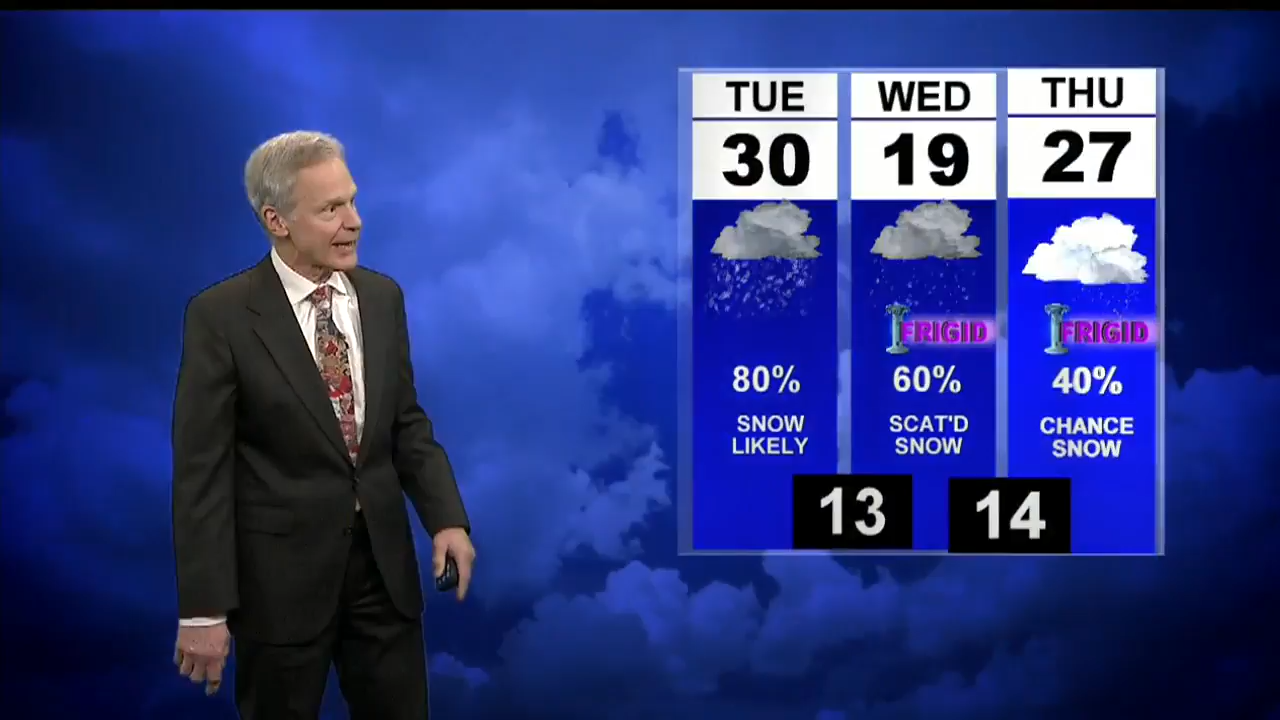 TUE
30
80%
SNOW
LIKELY
WED
19
FRIGID
60%
SCAT'D
SNOW
THU
27
FRIGID
40%
CHANCE
SNOW
13
14